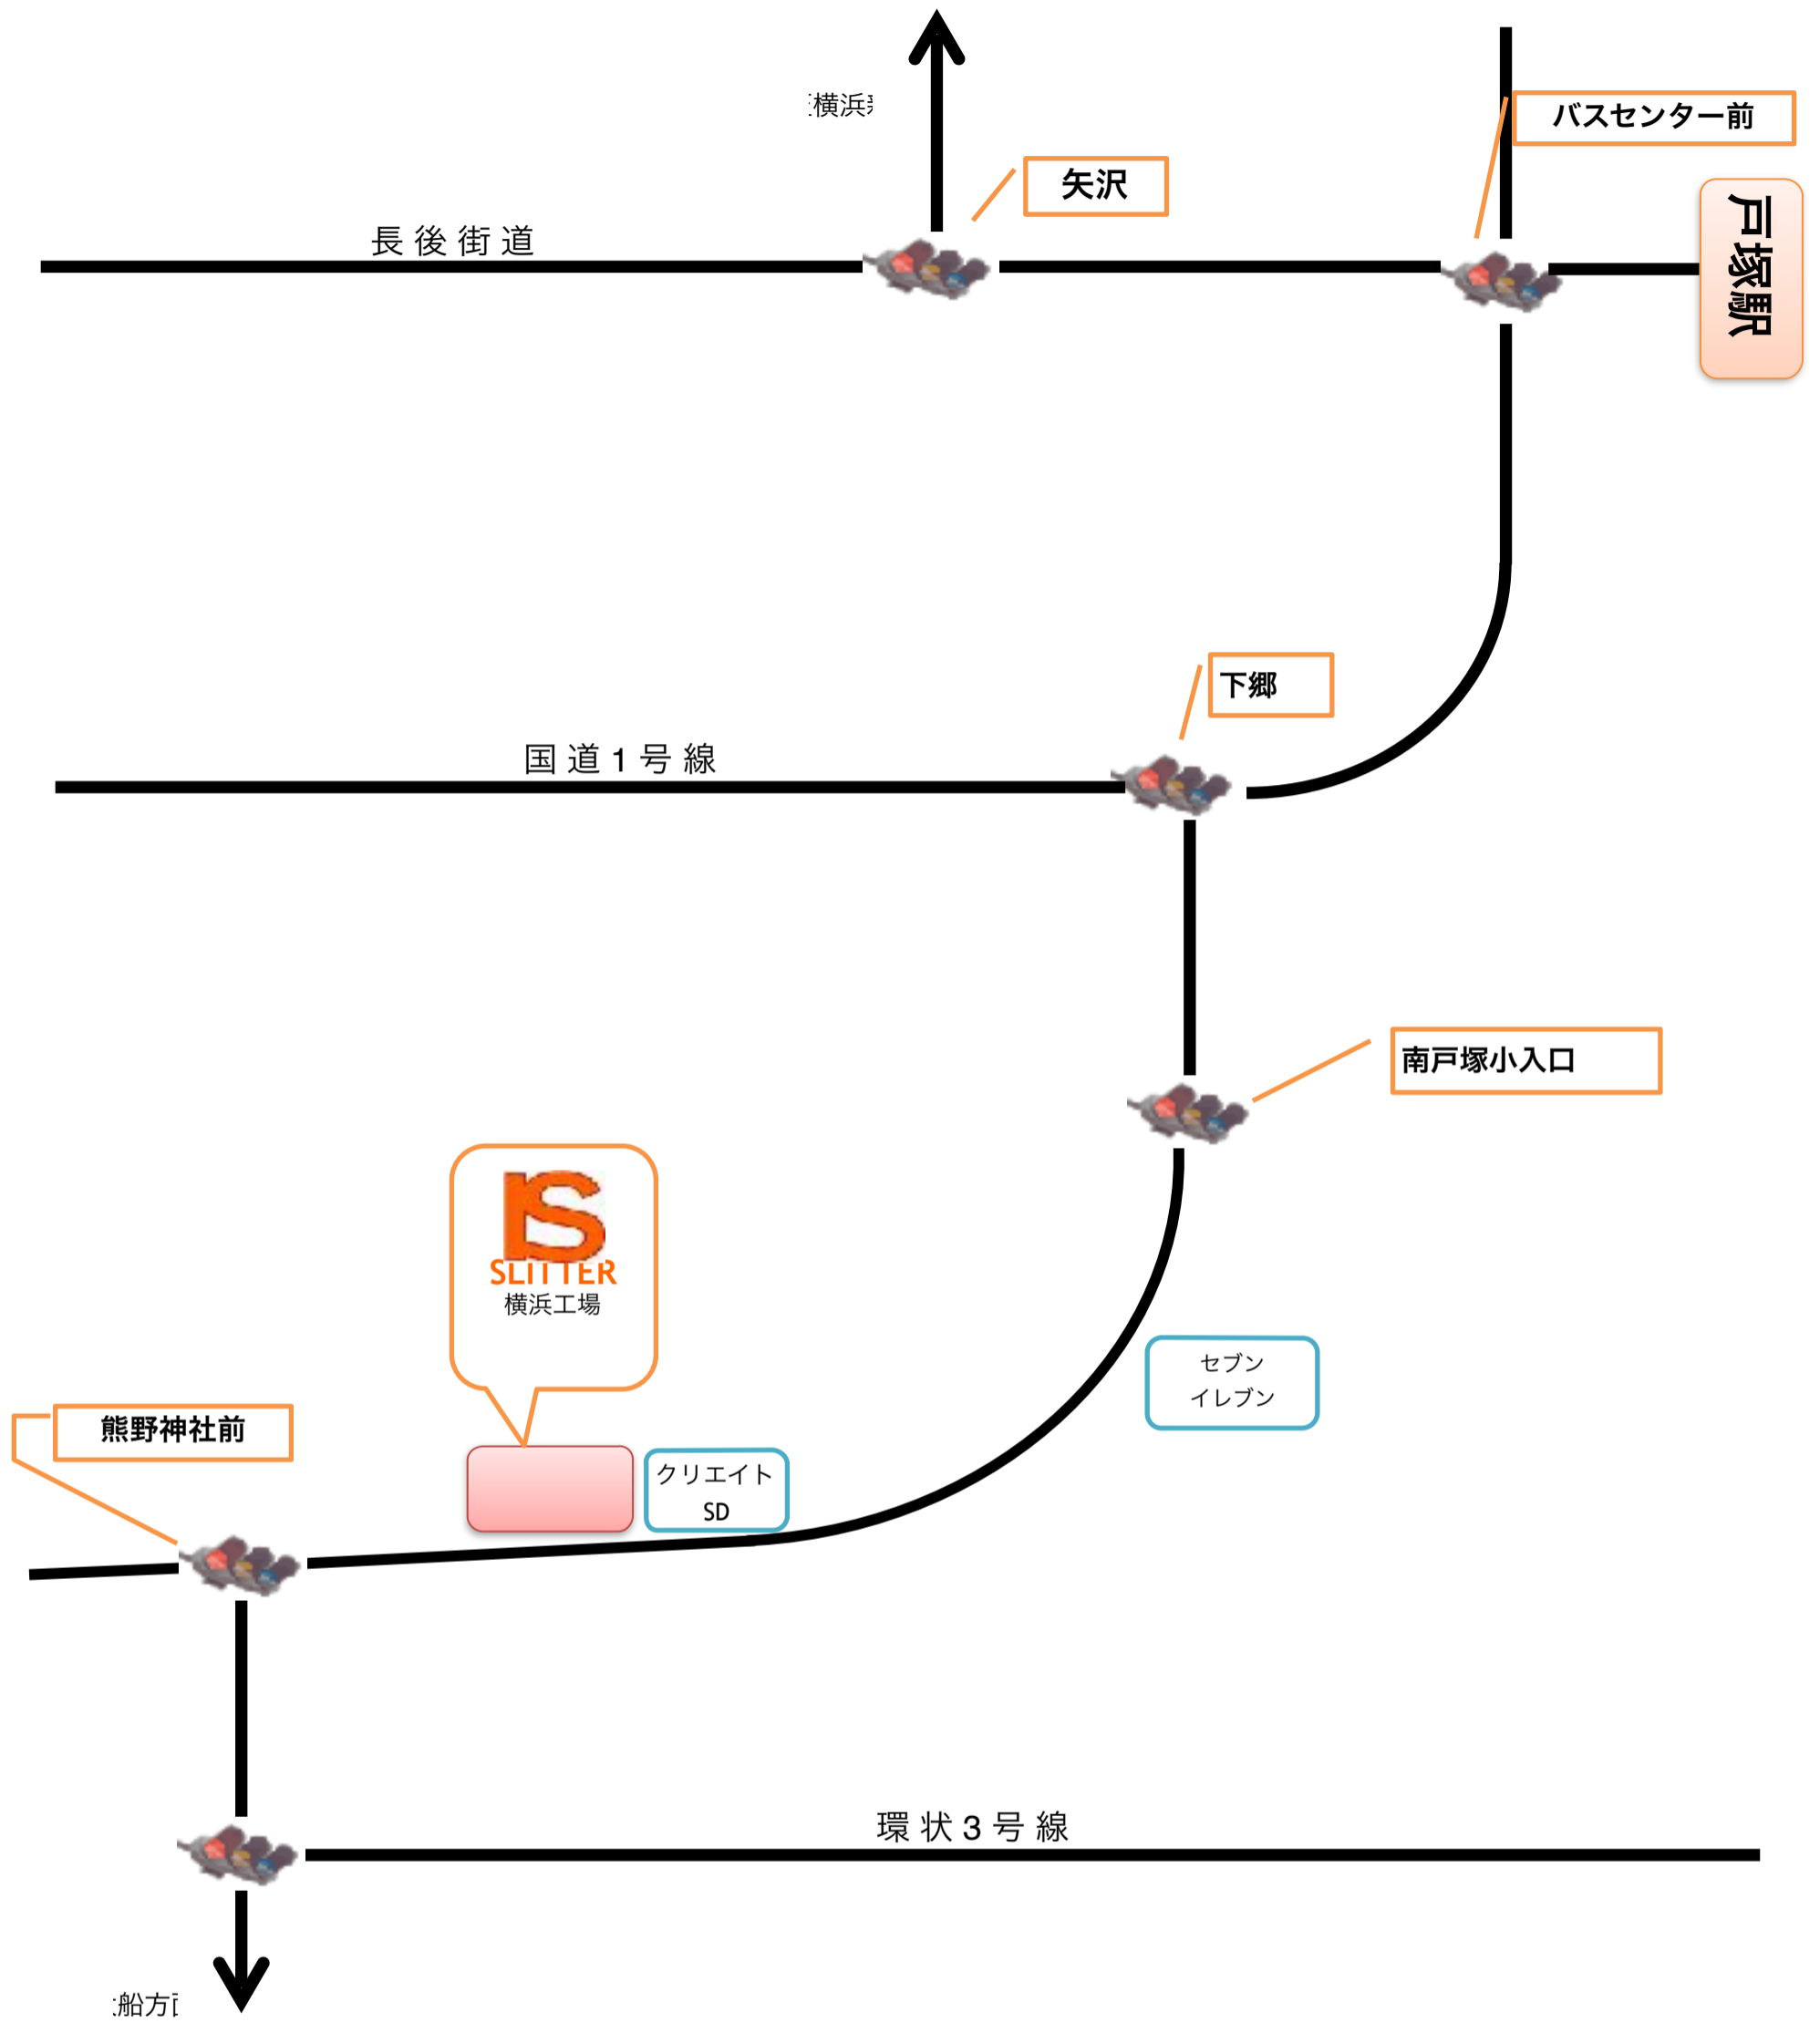 横浜
バスセンター前
矢沢
戸塚駅
長後街道
下郷
国道1号線
南戸塚小入口
IS
SLITTER
横浜工場
セブン
イレブン
熊野神社前
クリエイト
SD
環状3号線
船方